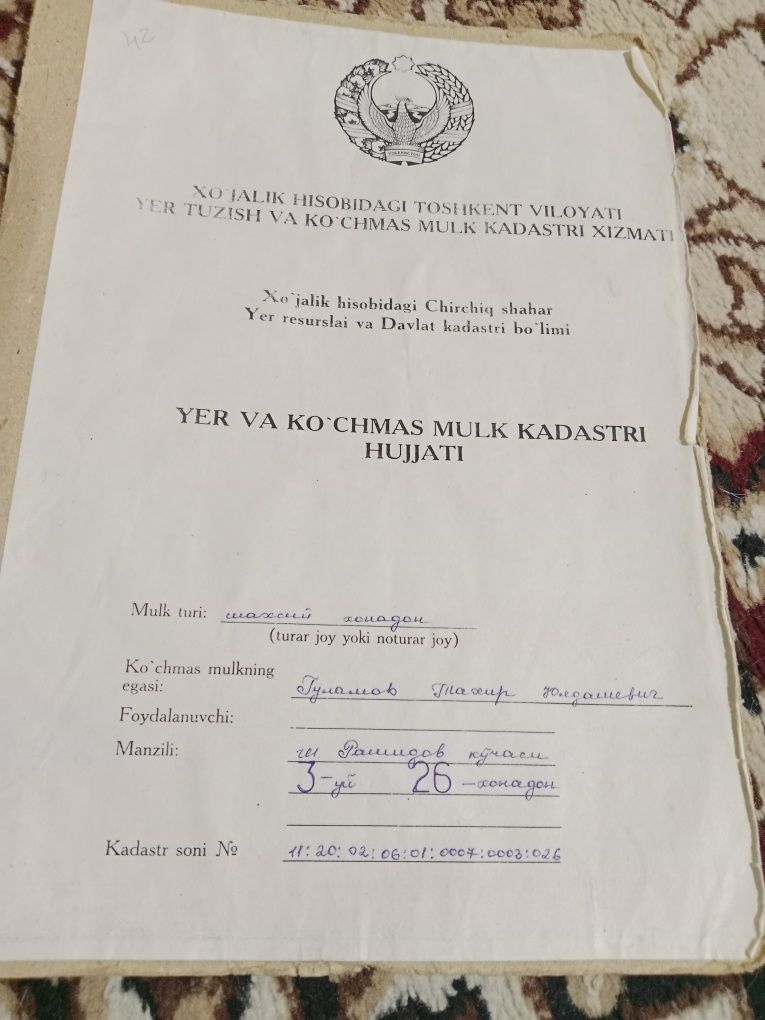 42
XO`JALIK HISOBIDAGI TOSHKENT VILOYATI
YER TUZISH VA KO`CHMAS MULK KADASTRI XIZMATI
Xo`jalik hisobidagi Chirchiq shahar
Yer resurslai va Davlat kadastri bo`limi
YER VA KO`CHMAS MULK KADASTRI
HUJJATI
Mulk turi: шахсий хонадон
(turar joy yoki noturar joy)
Ko`chmas mulkning
egasi: Гуламов Тахир Юлдашевич
Foydalanuvchi:
Manzili: Ш Рашидов кўчаси
3-уй 26-хонадон
Kadastr soni № 11:20:02:06:01:0007:0003:026